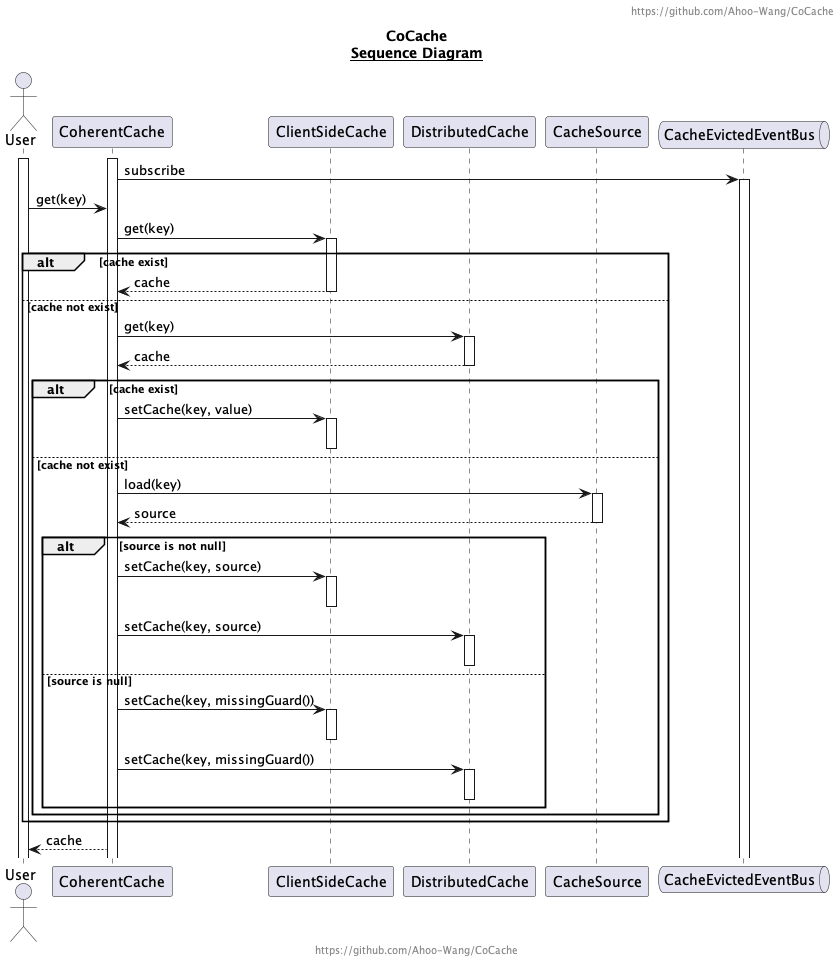 https://github.com/Ahoo-Wang/CoCache
CoCache
Sequence Diagram
User
CoherentCache
ClientSideCache
DistributedCache
CacheSource
CacheEvictedEventBus
subscribe
get(key)
get(key)
alt
[cache exist]
cache
[cache not exist]
get(key)
cache
alt
[cache exist]
setCache(key, value)
[cache not exist]
load(key)
source
alt
[source is not null]
setCache(key, source)
setCache(key, source)
[source is null]
setCache(key, missingGuard())
setCache(key, missingGuard())
cache
User
CoherentCache
ClientSideCache
DistributedCache
CacheSource
CacheEvictedEventBus
https://github.com/Ahoo-Wang/CoCache